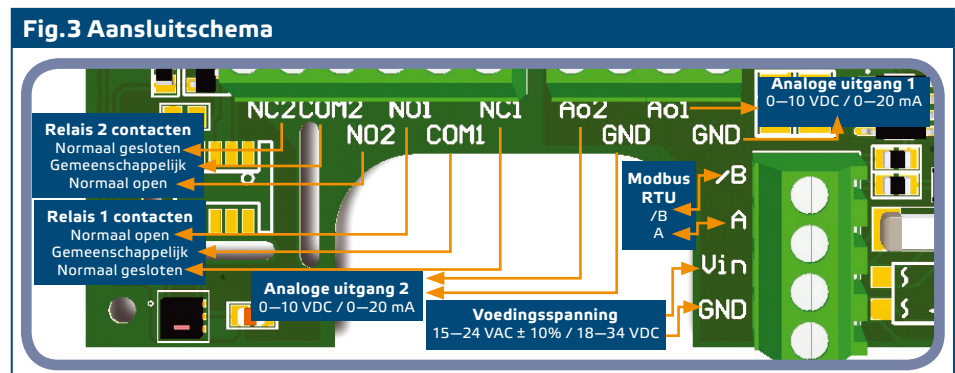 Fig.3 Aansluitschema
NC2 COM2 NO1 NC1 Ao2 Ao1
NO2 COM1 GND GND
Analoge uitgang 1
0—10 VDC / 0—20 mA
Relais 2 contacten
Normaal gesloten
Gemeenschappelijk
Normaal open
Relais 1 contacten
Normaal open
Gemeenschappelijk
Normaal gesloten
Analoge uitgang 2
0—10 VDC / 0—20 mA
Modbus
RTU
/B
A
/B
A
Vin
GND
Voedingsspanning
15—24 VAC ± 10% / 18—34 VDC